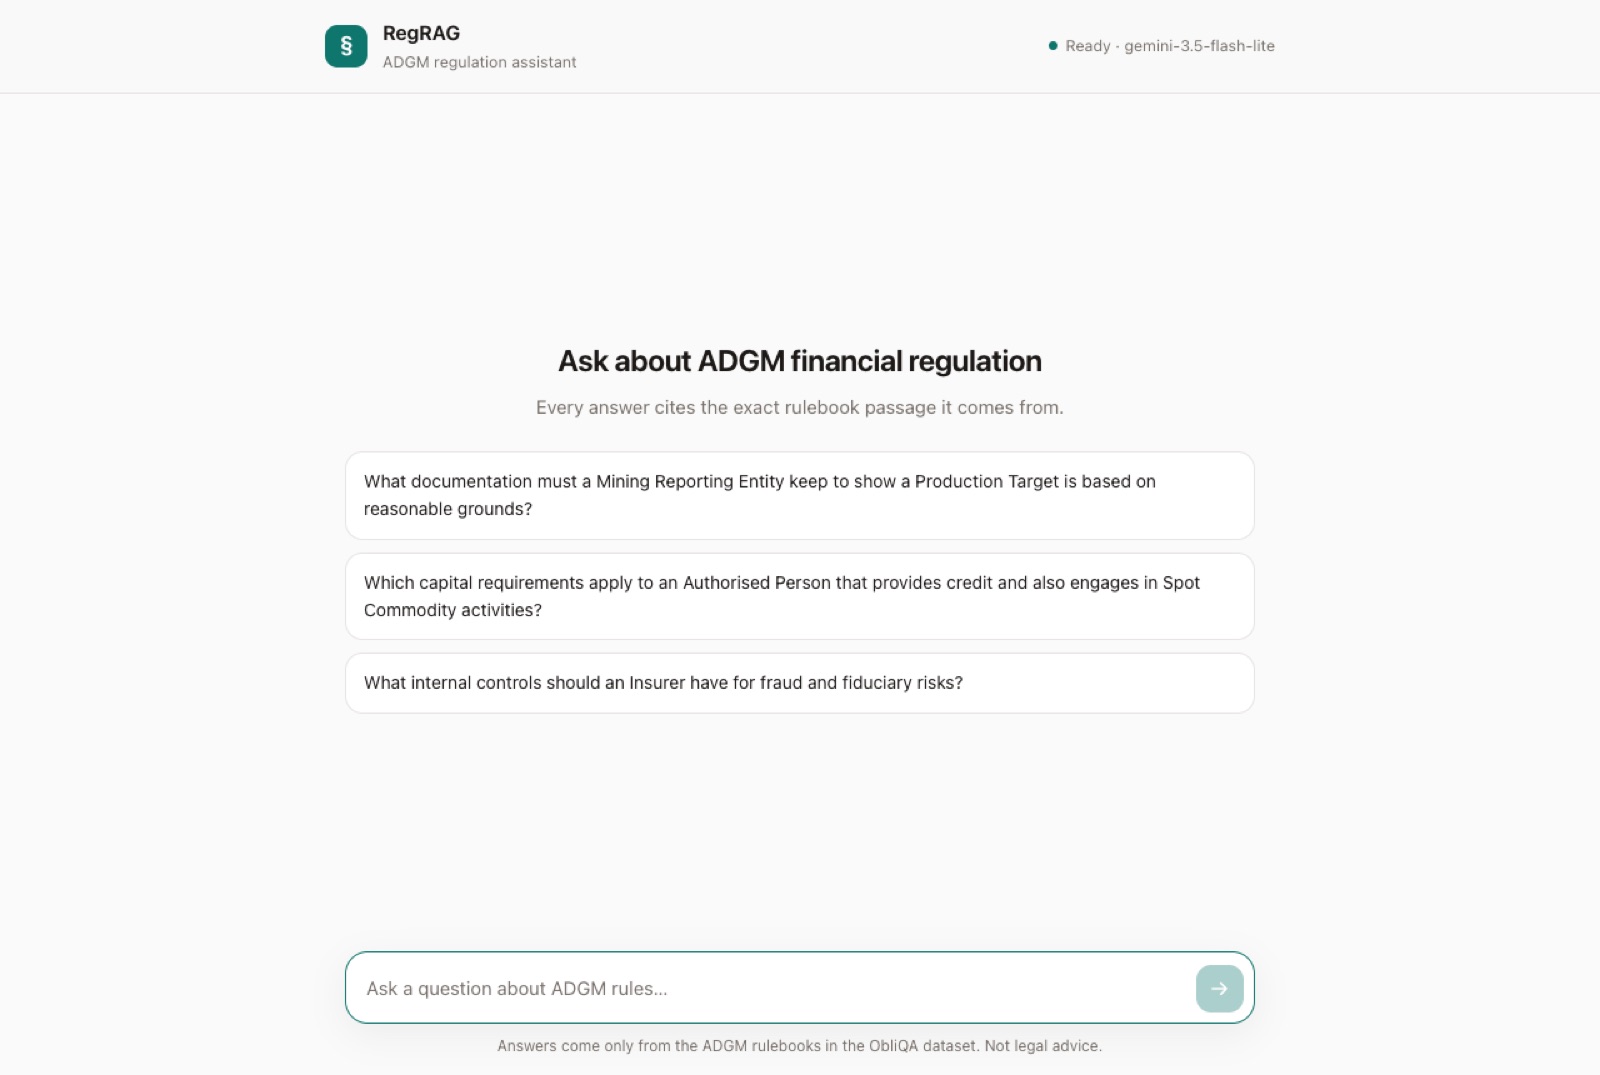 §
RegRAG
ADGM regulation assistant
Ready · gemini-3.5-flash-lite
Ask about ADGM financial regulation
Every answer cites the exact rulebook passage it comes from.
What documentation must a Mining Reporting Entity keep to show a Production Target is based on
reasonable grounds?
Which capital requirements apply to an Authorised Person that provides credit and also engages in Spot
Commodity activities?
What internal controls should an Insurer have for fraud and fiduciary risks?
Ask a question about ADGM rules...
Answers come only from the ADGM rulebooks in the ObliQA dataset. Not legal advice.